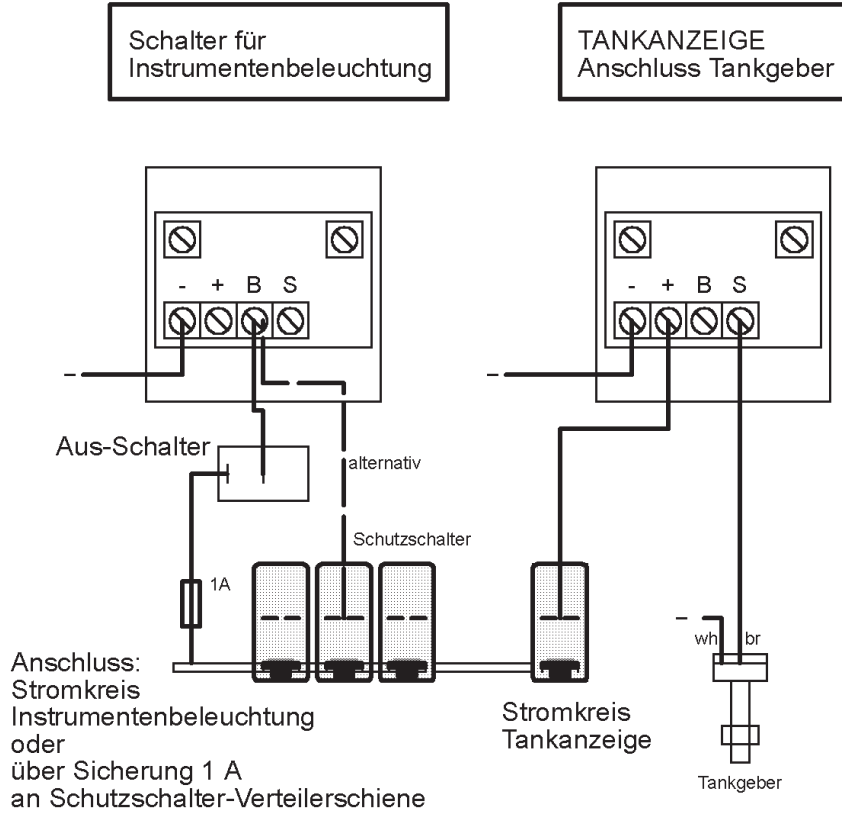 Schalter für
Instrumentenbeleuchtung
TANKANZEIGE
Anschluss Tankgeber
- + B S
- + B S
–
–
Aus-Schalter
alternativ
Schutzschalter
1A
–
wh br
Anschluss:
Stromkreis
Instrumentenbeleuchtung
oder
über Sicherung 1 A
an Schutzschalter-Verteilerschiene
Stromkreis
Tankanzeige
Tankgeber